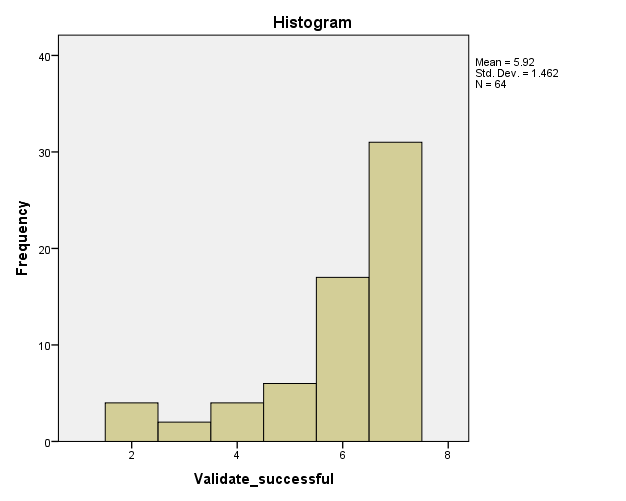 Histogram
Mean = 5.92
Std. Dev. = 1.462
N = 64
40
30
20
10
0
Frequency
2
4
6
8
Validate_successful